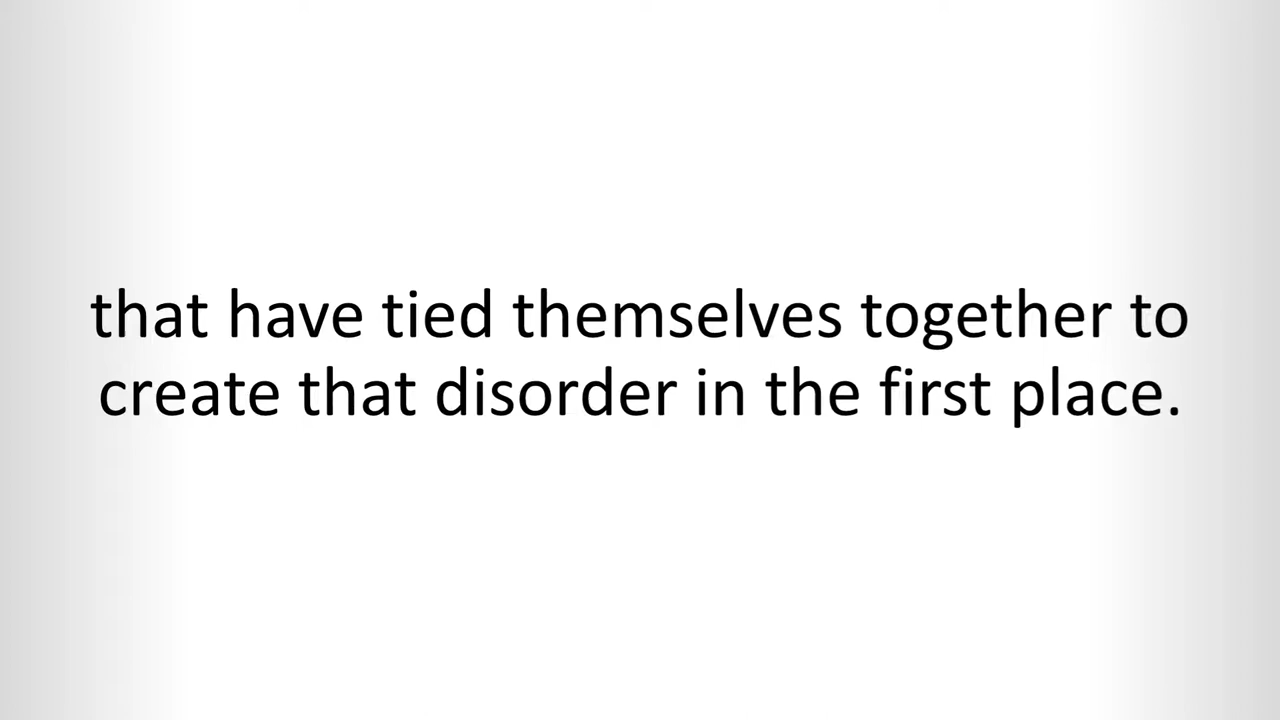 that have tied themselves together to
create that disorder in the first place.